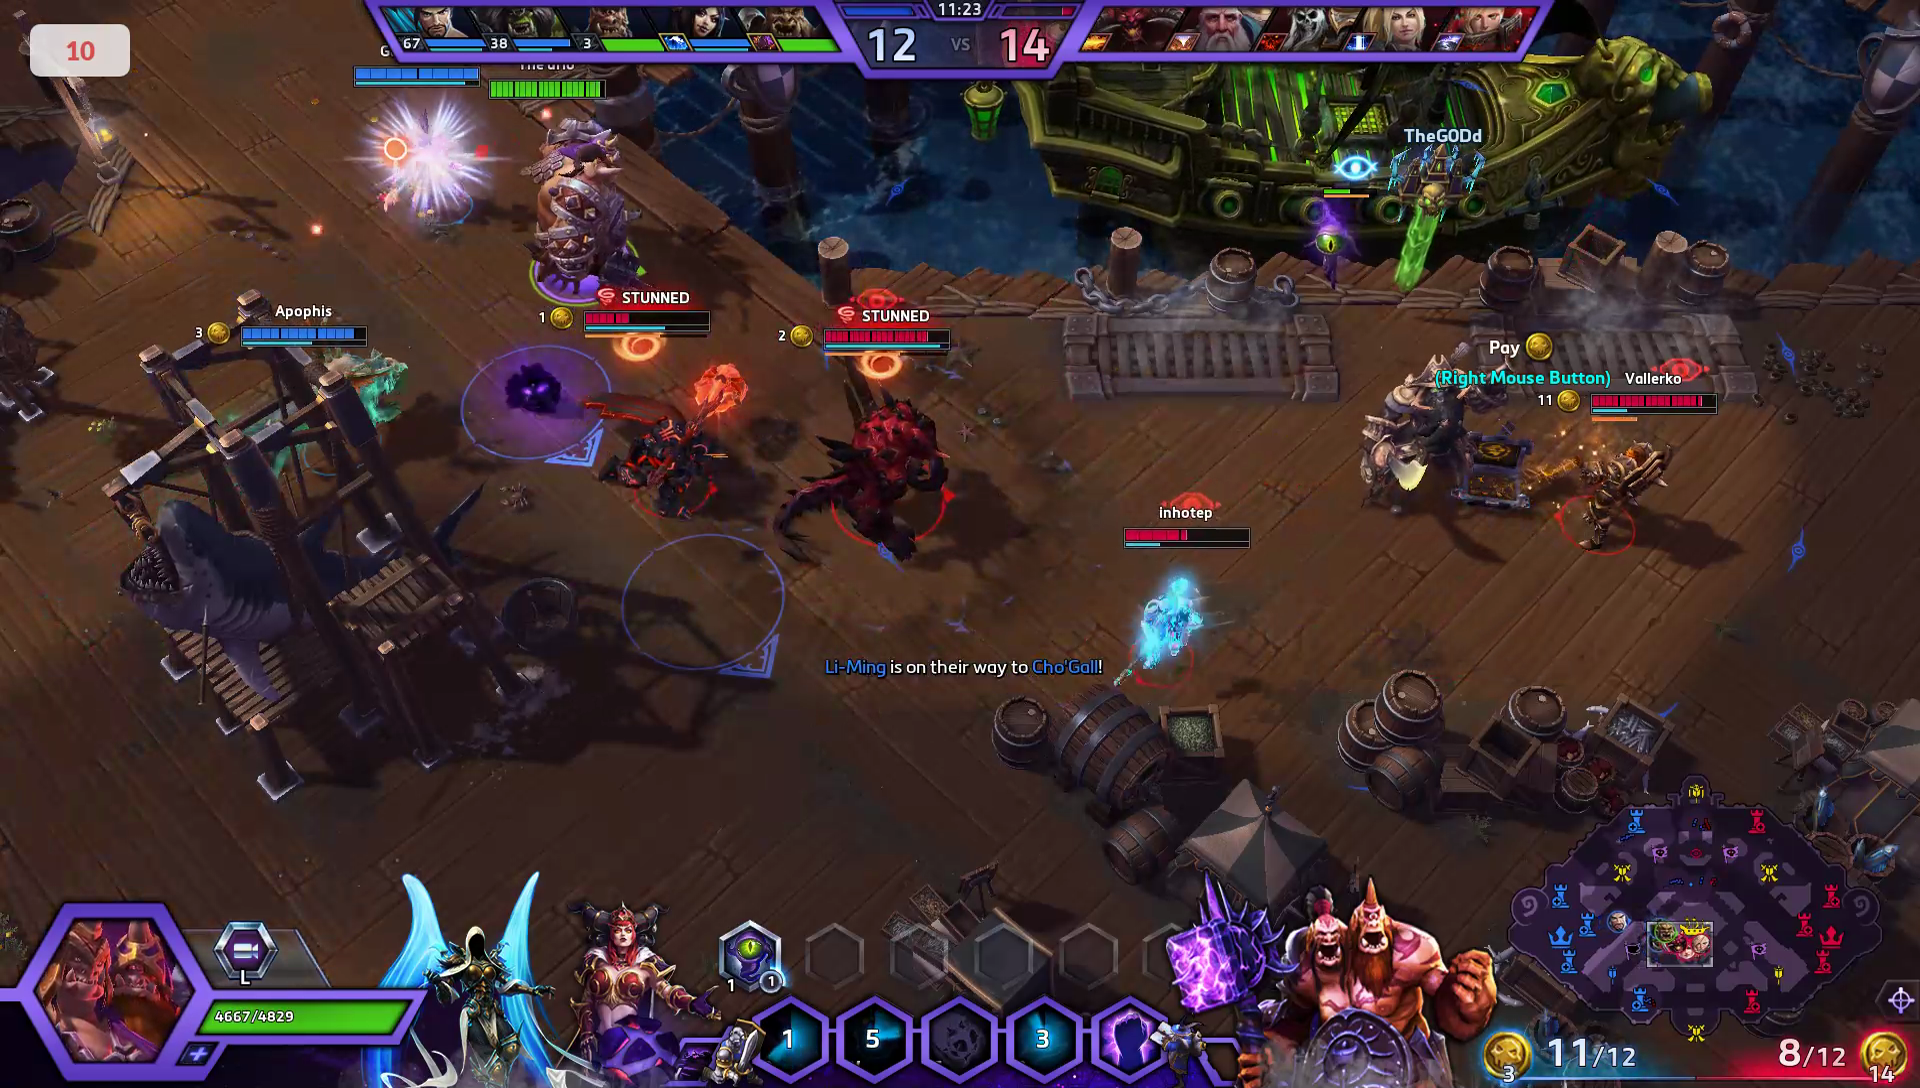 10
67
38
3
12
11:23
VS
14
TheGODd
STUNNED
1
Apophis
3
STUNNED
2
Pay
(Right Mouse Button)
Vallerko
11
inhotep
Li-Ming is on their way to Cho'Gall!
L
1
1
4667/4829
1
5
3
11/12
3
8/12
14